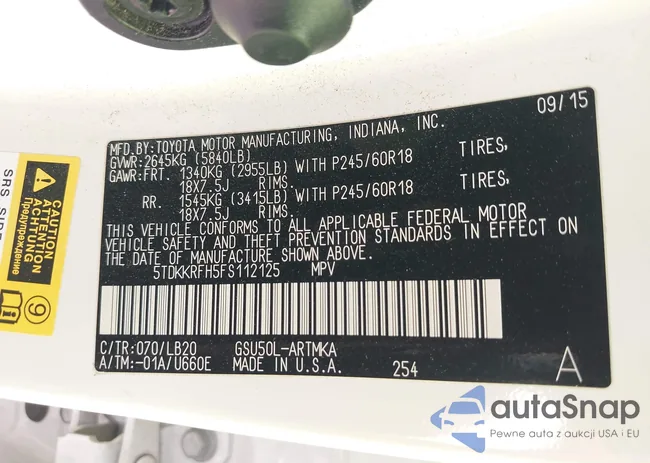 09/15
MFD.BY:TOYOTA MOTOR MANUFACTURING, INDIANA, INC.
GVWR:2645KG (5840LB)
GAWR:FRT. 1340KG (2955LB) WITH P245/60R18 TIRES,
18X7.5J RIMS.
RR. 1545KG (3415LB) WITH P245/60R18 TIRES,
18X7.5J RIMS.
THIS VEHICLE CONFORMS TO ALL APPLICABLE FEDERAL MOTOR
VEHICLE SAFETY AND THEFT PREVENTION STANDARDS IN EFFECT ON
THE DATE OF MANUFACTURE SHOWN ABOVE.
5TDKKRFH5FS112125 MPV
C/TR:070/LB20 GSU50L-ARTMKA
A/TM:-01A/U660E MADE IN U.S.A. 254 A
SRS SIDE
CAUTION
ATTENTION
ACHTUNG
ПРЕДУПРЕЖДЕНИЕ
9
autaSnap
Pewne auta z aukcji USA i EU